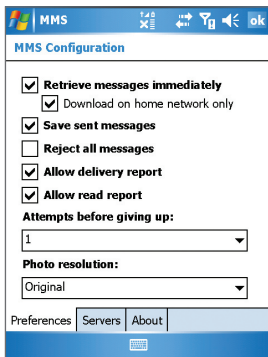 MMS
ok
MMS Configuration
Retrieve messages immediately
Download on home network only
Save sent messages
Reject all messages
Allow delivery report
Allow read report
Attempts before giving up:
1
Photo resolution:
Original
Preferences Servers About